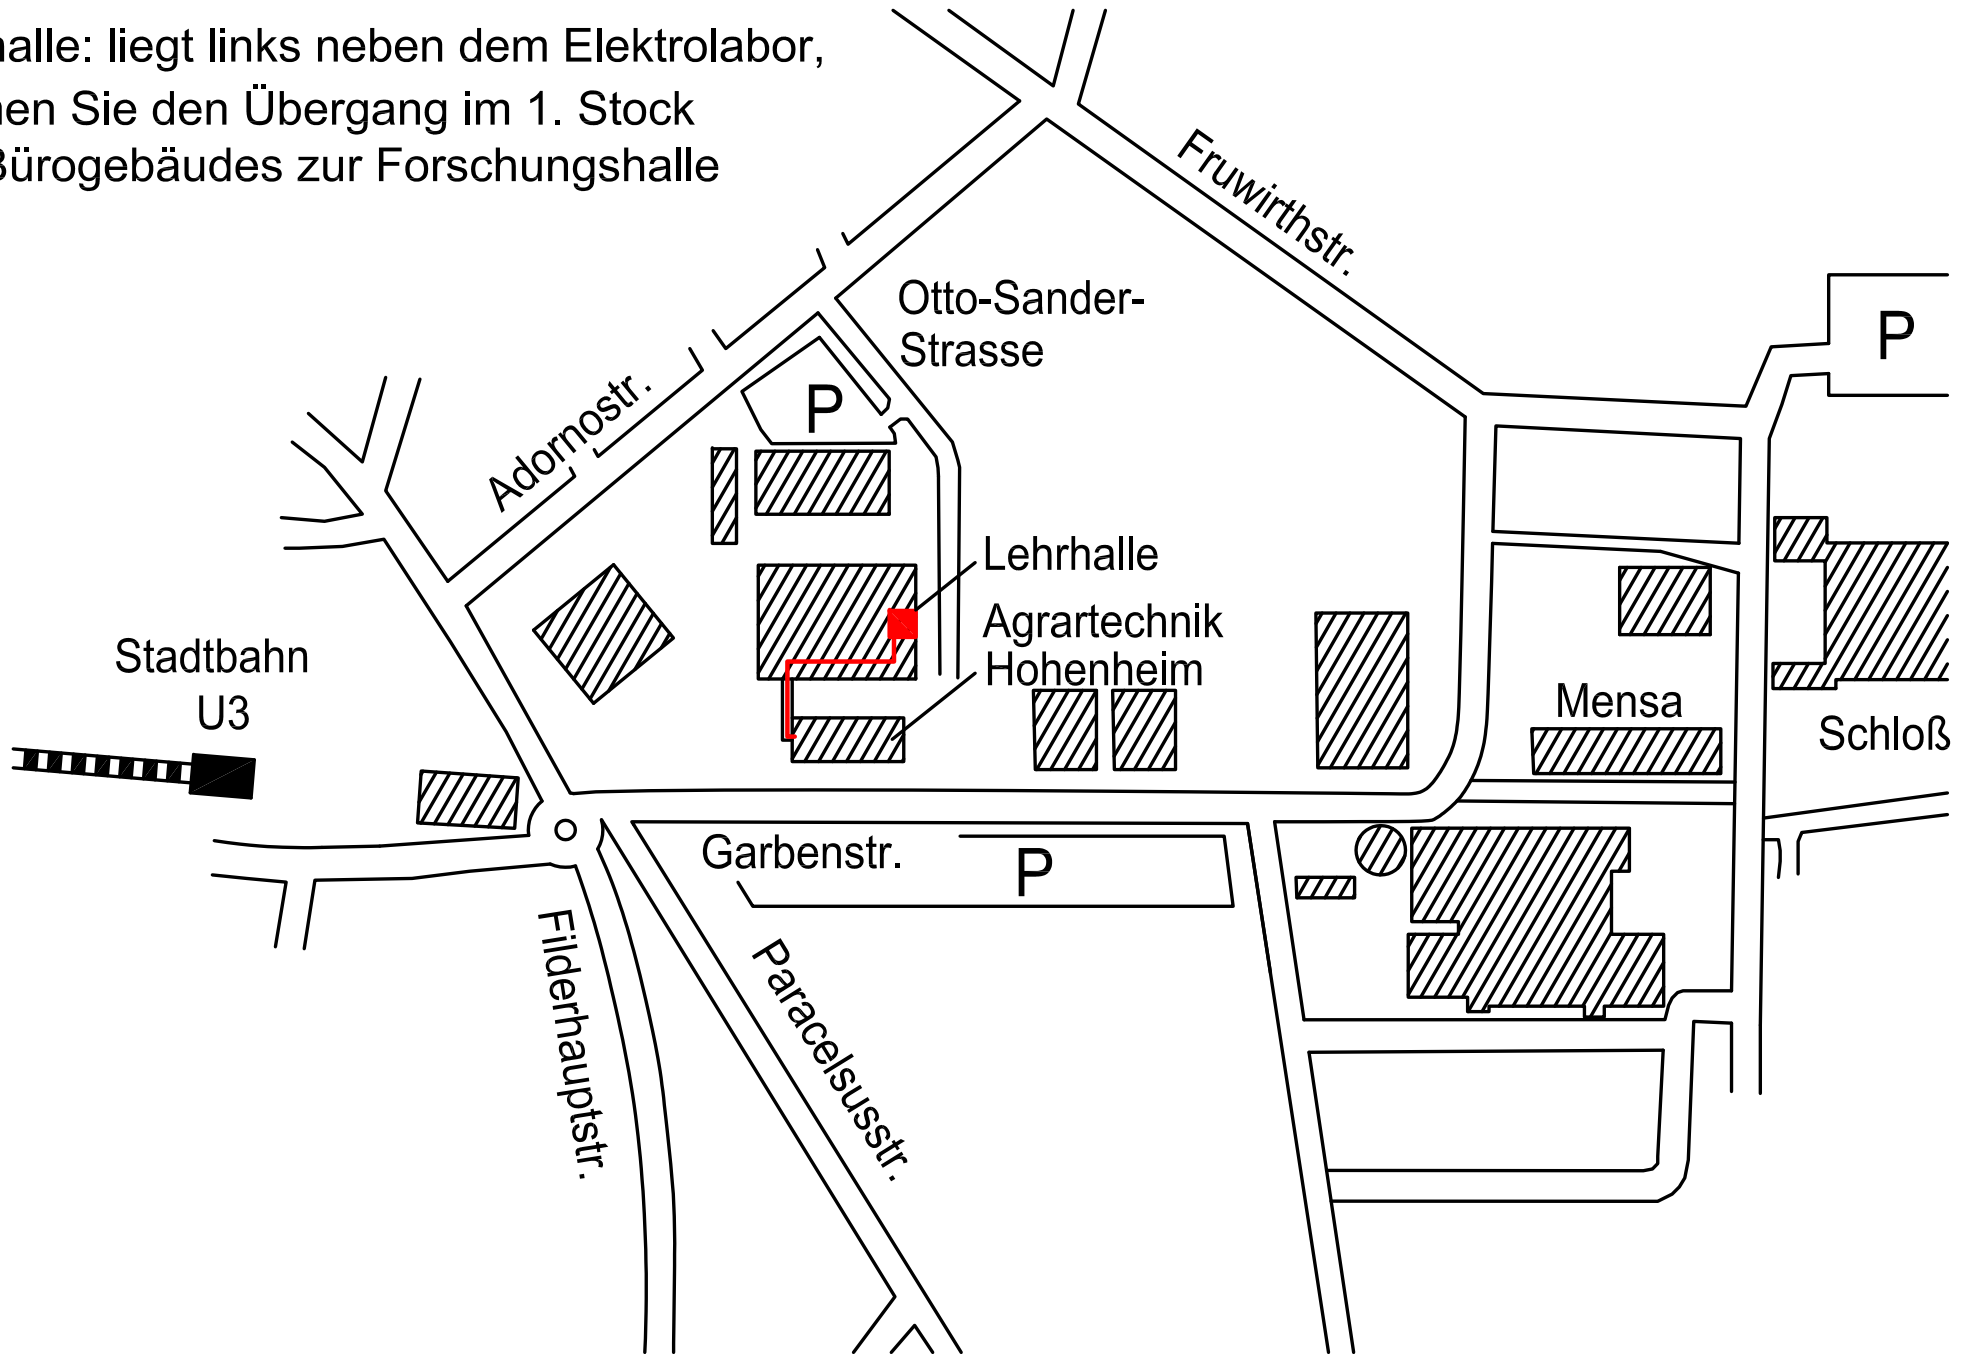 halle: liegt links neben dem Elektrolabor,
en Sie den Übergang im 1. Stock
Bürogebäudes zur Forschungshalle
Fruwirthstr.
Otto-Sander-
Strasse
P
P
Adornostr.
Lehrhalle
Agrartechnik
Hohenheim
Stadtbahn
U3
Mensa
Schloß
Garbenstr.
P
Filderhauptstr.
Paracelsusstr.